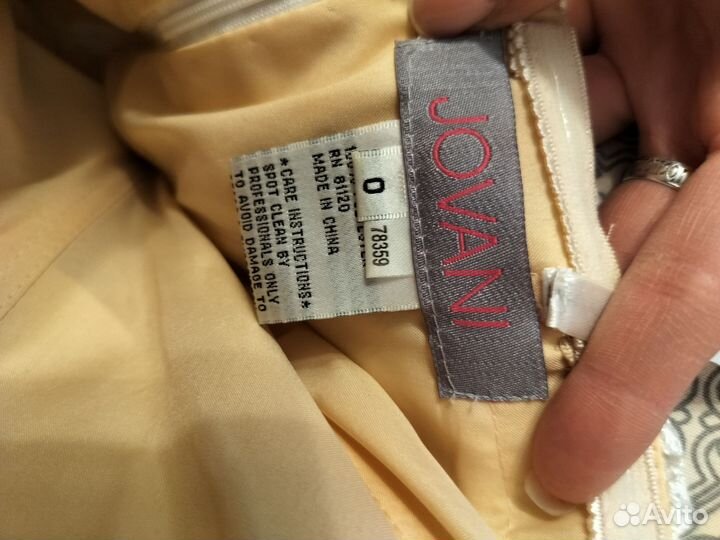 JOVANI
0
78359
RN 81120
MADE IN CHINA
*CARE INSTRUCTIONS*
SPOT CLEAN BY
PROFESSIONALS ONLY
TO AVOID DAMAGE TO
Avito